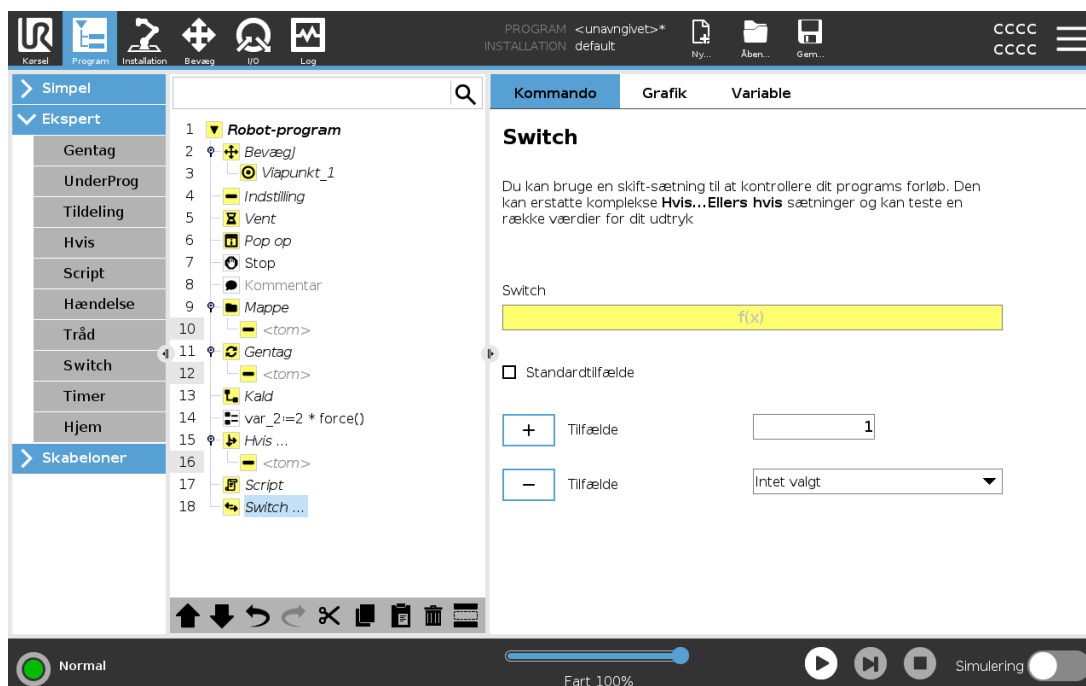 PROGRAM <unavngivet>*
INSTALLATION default
CCCC
CCCC
Kørsel Program Installation Bevæg I/O Log
Ny... Åben... Gem...
Simpel
Ekspert
Gentag
UnderProg
Tildeling
Hvis
Script
Hændelse
Tråd
Switch
Timer
Hjem
Skabeloner
1 Robot-program
2 BevægJ
3 Viapunkt_1
4 Indstilling
5 Vent
6 Pop op
7 Stop
8 Kommentar
9 Mappe
10 <tom>
11 Gentag
12 <tom>
13 Kald
14 var_2:=2 * force()
15 Hvis ...
16 <tom>
17 Script
18 Switch ...
Kommando Grafik Variable
Switch
Du kan bruge en skift-sætning til at kontrollere dit programs forløb. Den
kan erstatte komplekse Hvis...Ellers hvis sætninger og kan teste en
række værdier for dit udtryk
Switch
f(x)
Standardtilfælde
+ Tilfælde 1
− Tilfælde Intet valgt
Normal
Fart 100%
Simulering